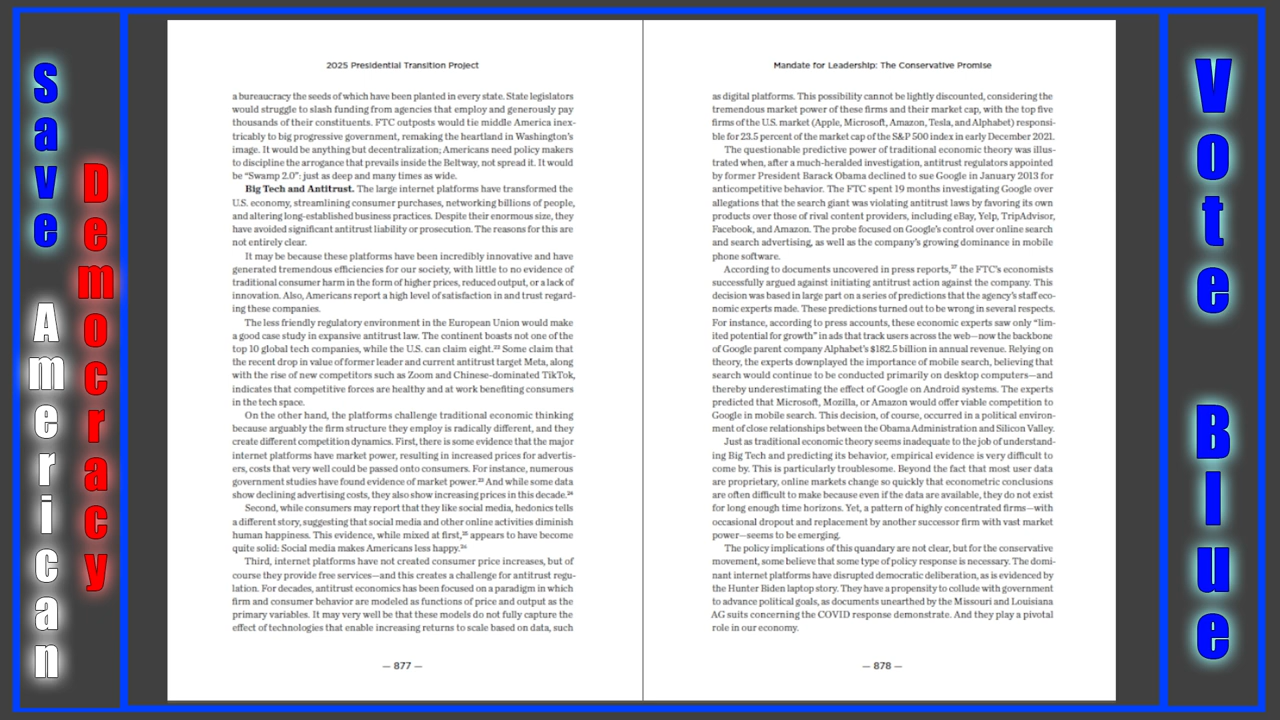 Save
American
Democracy
2025 Presidential Transition Project
a bureaucracy the seeds of which have been planted in every state. State legislators
would struggle to slash funding from agencies that employ and generously pay
thousands of their constituents. FTC outposts would tie middle America inex-
tricably to big progressive government, remaking the heartland in Washington's
image. It would be anything but decentralization; Americans need policy makers
to discipline the arrogance that prevails inside the Beltway, not spread it. It would
be “Swamp 2.0”: just as deep and many times as wide.
Big Tech and Antitrust. The large internet platforms have transformed the
U.S. economy, streamlining consumer purchases, networking billions of people,
and altering long-established business practices. Despite their enormous size, they
have avoided significant antitrust liability or prosecution. The reasons for this are
not entirely clear.
It may be because these platforms have been incredibly innovative and have
generated tremendous efficiencies for our society, with little to no evidence of
traditional consumer harm in the form of higher prices, reduced output, or a lack of
innovation. Also, Americans report a high level of satisfaction in and trust regard-
ing these companies.
The less friendly regulatory environment in the European Union would make
a good case study in expansive antitrust law. The continent boasts not one of the
top 10 global tech companies, while the U.S. can claim eight.²² Some claim that
the recent drop in value of former leader and current antitrust target Meta, along
with the rise of new competitors such as Zoom and Chinese-dominated TikTok,
indicates that competitive forces are healthy and at work benefiting consumers
in the tech space.
On the other hand, the platforms challenge traditional economic thinking
because arguably the firm structure they employ is radically different, and they
create different competition dynamics. First, there is some evidence that the major
internet platforms have market power, resulting in increased prices for advertis-
ers, costs that very well could be passed onto consumers. For instance, numerous
government studies have found evidence of market power.²³ And while some data
show declining advertising costs, they also show increasing prices in this decade.²⁴
Second, while consumers may report that they like social media, hedonics tells
a different story, suggesting that social media and other online activities diminish
human happiness. This evidence, while mixed at first,²⁵ appears to have become
quite solid: Social media makes Americans less happy.²⁶
Third, internet platforms have not created consumer price increases, but of
course they provide free services—and this creates a challenge for antitrust regu-
lation. For decades, antitrust economics has been focused on a paradigm in which
firm and consumer behavior are modeled as functions of price and output as the
primary variables. It may very well be that these models do not fully capture the
effect of technologies that enable increasing returns to scale based on data, such
— 877 —
Mandate for Leadership: The Conservative Promise
as digital platforms. This possibility cannot be lightly discounted, considering the
tremendous market power of these firms and their market cap, with the top five
firms of the U.S. market (Apple, Microsoft, Amazon, Tesla, and Alphabet) responsi-
ble for 23.5 percent of the market cap of the S&P 500 index in early December 2021.
The questionable predictive power of traditional economic theory was illus-
trated when, after a much-heralded investigation, antitrust regulators appointed
by former President Barack Obama declined to sue Google in January 2013 for
anticompetitive behavior. The FTC spent 19 months investigating Google over
allegations that the search giant was violating antitrust laws by favoring its own
products over those of rival content providers, including eBay, Yelp, TripAdvisor,
Facebook, and Amazon. The probe focused on Google's control over online search
and search advertising, as well as the company's growing dominance in mobile
phone software.
According to documents uncovered in press reports,²⁷ the FTC's economists
successfully argued against initiating antitrust action against the company. This
decision was based in large part on a series of predictions that the agency's staff eco-
nomic experts made. These predictions turned out to be wrong in several respects.
For instance, according to press accounts, these economic experts saw only “lim-
ited potential for growth” in ads that track users across the web—now the backbone
of Google parent company Alphabet's $182.5 billion in annual revenue. Relying on
theory, the experts downplayed the importance of mobile search, believing that
search would continue to be conducted primarily on desktop computers—and
thereby underestimating the effect of Google on Android systems. The experts
predicted that Microsoft, Mozilla, or Amazon would offer viable competition to
Google in mobile search. This decision, of course, occurred in a political environ-
ment of close relationships between the Obama Administration and Silicon Valley.
Just as traditional economic theory seems inadequate to the job of understand-
ing Big Tech and predicting its behavior, empirical evidence is very difficult to
come by. This is particularly troublesome. Beyond the fact that most user data
are proprietary, online markets change so quickly that econometric conclusions
are often difficult to make because even if the data are available, they do not exist
for long enough time horizons. Yet, a pattern of highly concentrated firms—with
occasional dropout and replacement by another successor firm with vast market
power—seems to be emerging.
The policy implications of this quandary are not clear, but for the conservative
movement, some believe that some type of policy response is necessary. The domi-
nant internet platforms have disrupted democratic deliberation, as is evidenced by
the Hunter Biden laptop story. They have a propensity to collude with government
to advance political goals, as documents unearthed by the Missouri and Louisiana
AG suits concerning the COVID response demonstrate. And they play a pivotal
role in our economy.
— 878 —
Vote
Blue